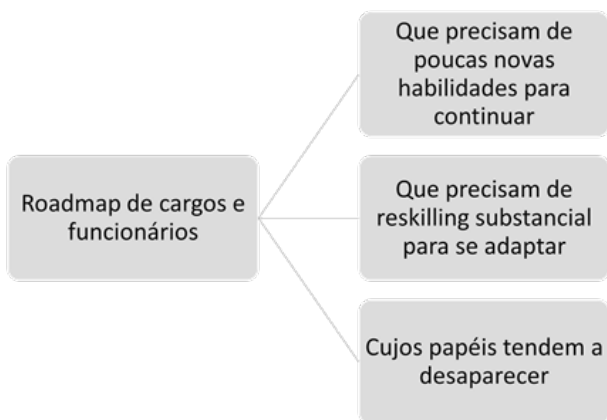 Roadmap de cargos e
funcionários
Que precisam de
poucas novas
habilidades para
continuar
Que precisam de
reskilling substancial
para se adaptar
Cujos papéis tendem a
desaparecer